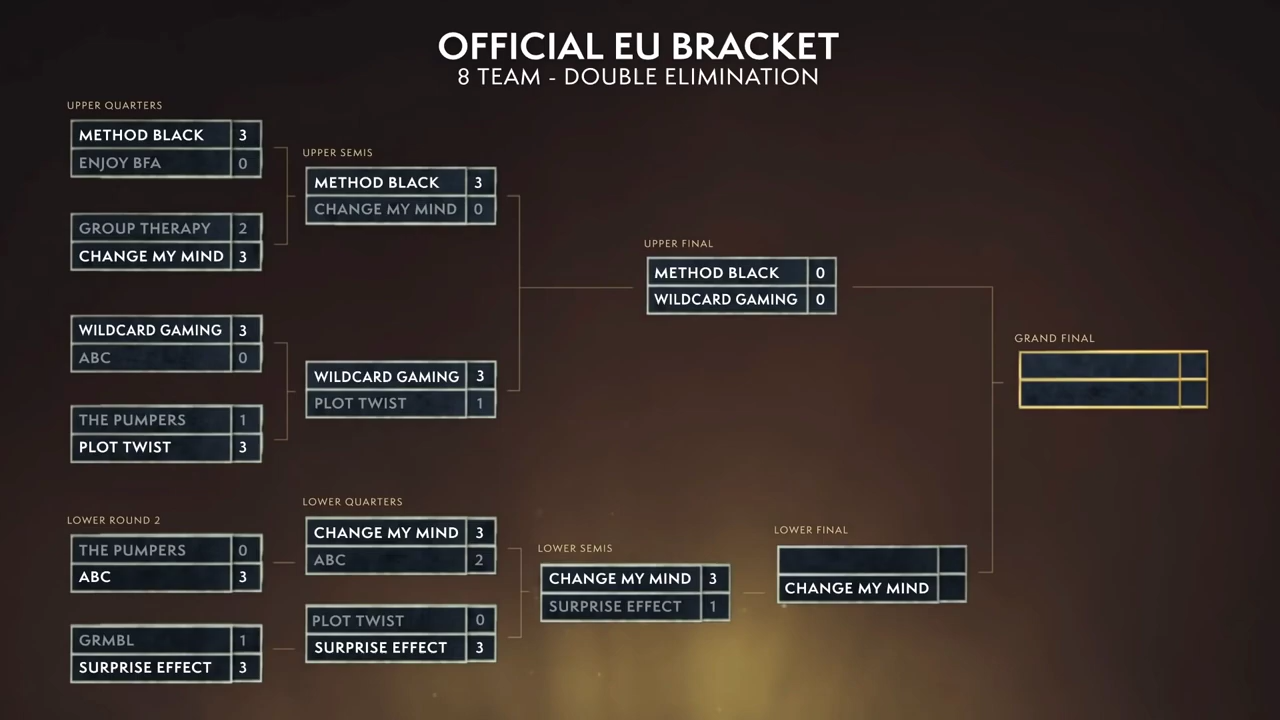 OFFICIAL EU BRACKET
8 TEAM - DOUBLE ELIMINATION
UPPER QUARTERS
METHOD BLACK 3
ENJOY BFA 0
GROUP THERAPY 2
CHANGE MY MIND 3
WILDCARD GAMING 3
ABC 0
THE PUMPERS 1
PLOT TWIST 3
UPPER SEMIS
METHOD BLACK 3
CHANGE MY MIND 0
WILDCARD GAMING 3
PLOT TWIST 1
UPPER FINAL
METHOD BLACK 0
WILDCARD GAMING 0
GRAND FINAL
LOWER ROUND 2
THE PUMPERS 0
ABC 3
GRMBL 1
SURPRISE EFFECT 3
LOWER QUARTERS
CHANGE MY MIND 3
ABC 2
PLOT TWIST 0
SURPRISE EFFECT 3
LOWER SEMIS
CHANGE MY MIND 3
SURPRISE EFFECT 1
LOWER FINAL
CHANGE MY MIND